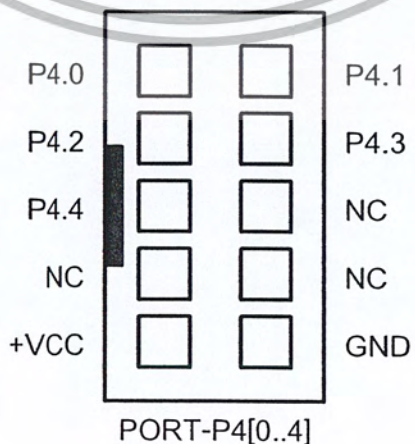 P4.0 P4.1
P4.2 P4.3
P4.4 NC
NC NC
+VCC GND
PORT-P4[0..4]